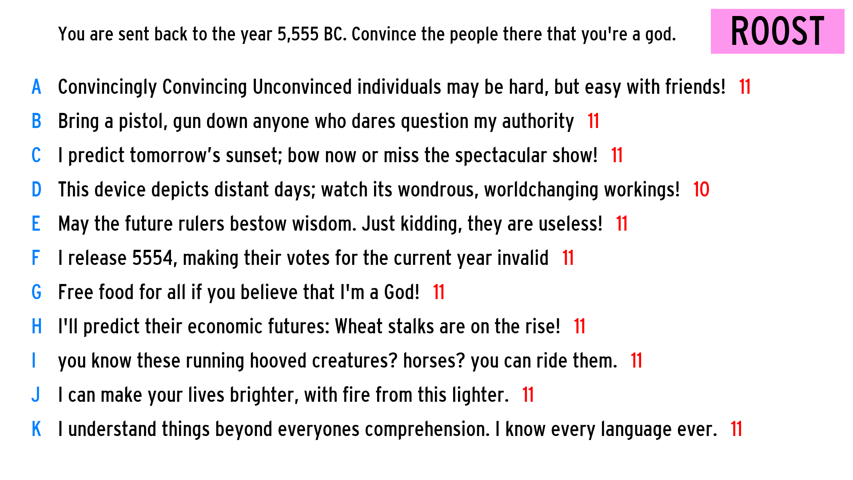 You are sent back to the year 5,555 BC. Convince the people there that you're a god.
ROOST
A Convincingly Convincing Unconvinced individuals may be hard, but easy with friends! 11
B Bring a pistol, gun down anyone who dares question my authority 11
C I predict tomorrow’s sunset; bow now or miss the spectacular show! 11
D This device depicts distant days; watch its wondrous, worldchanging workings! 10
E May the future rulers bestow wisdom. Just kidding, they are useless! 11
F I release 5554, making their votes for the current year invalid 11
G Free food for all if you believe that I'm a God! 11
H I'll predict their economic futures: Wheat stalks are on the rise! 11
I you know these running hooved creatures? horses? you can ride them. 11
J I can make your lives brighter, with fire from this lighter. 11
K I understand things beyond everyones comprehension. I know every language ever. 11